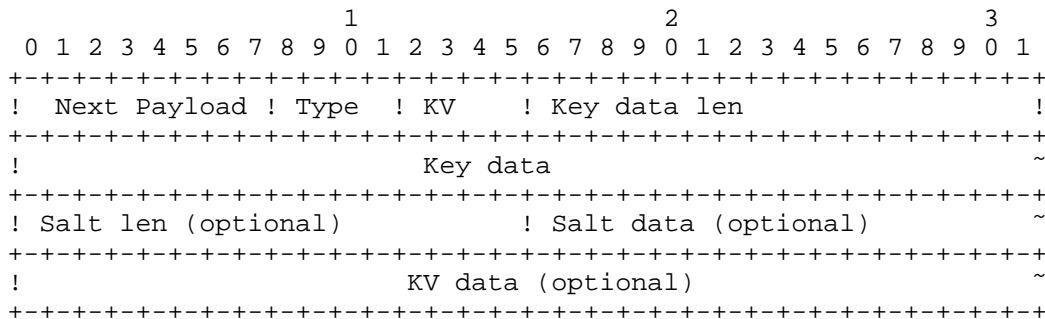 1                   2                   3
 0 1 2 3 4 5 6 7 8 9 0 1 2 3 4 5 6 7 8 9 0 1 2 3 4 5 6 7 8 9 0 1
+-+-+-+-+-+-+-+-+-+-+-+-+-+-+-+-+-+-+-+-+-+-+-+-+-+-+-+-+-+-+-+-+
!  Next Payload ! Type  ! KV    ! Key data len                  !
+-+-+-+-+-+-+-+-+-+-+-+-+-+-+-+-+-+-+-+-+-+-+-+-+-+-+-+-+-+-+-+-+
!                         Key data                              ~
+-+-+-+-+-+-+-+-+-+-+-+-+-+-+-+-+-+-+-+-+-+-+-+-+-+-+-+-+-+-+-+-+
! Salt len (optional)           ! Salt data (optional)          ~
+-+-+-+-+-+-+-+-+-+-+-+-+-+-+-+-+-+-+-+-+-+-+-+-+-+-+-+-+-+-+-+-+
!                        KV data (optional)                     ~
+-+-+-+-+-+-+-+-+-+-+-+-+-+-+-+-+-+-+-+-+-+-+-+-+-+-+-+-+-+-+-+-+